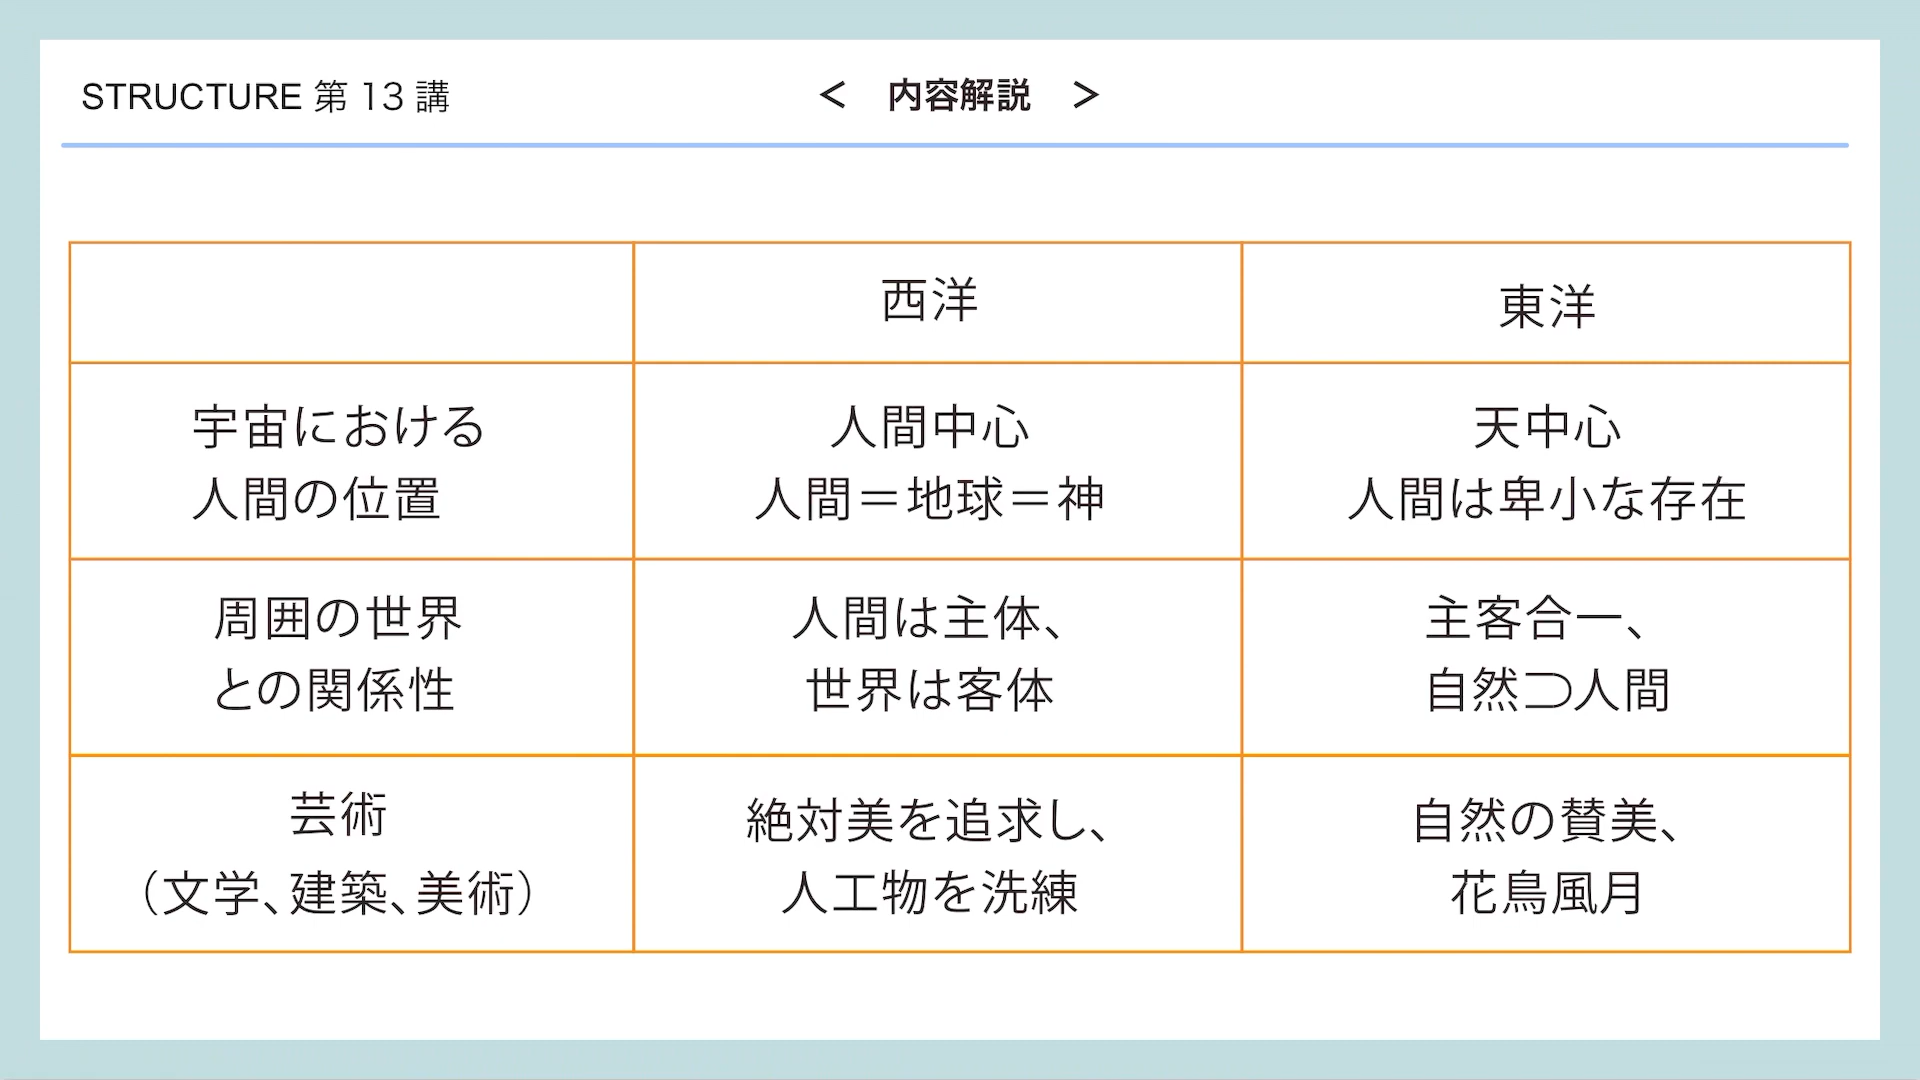 STRUCTURE 第 13 講
＜ 内容解説 ＞
西洋
東洋
宇宙における
人間の位置
人間中心
人間＝地球＝神
天中心
人間は卑小な存在
周囲の世界
との関係性
人間は主体、
世界は客体
主客合一、
自然⊃人間
芸術
（文学、建築、美術）
絶対美を追求し、
人工物を洗練
自然の賛美、
花鳥風月